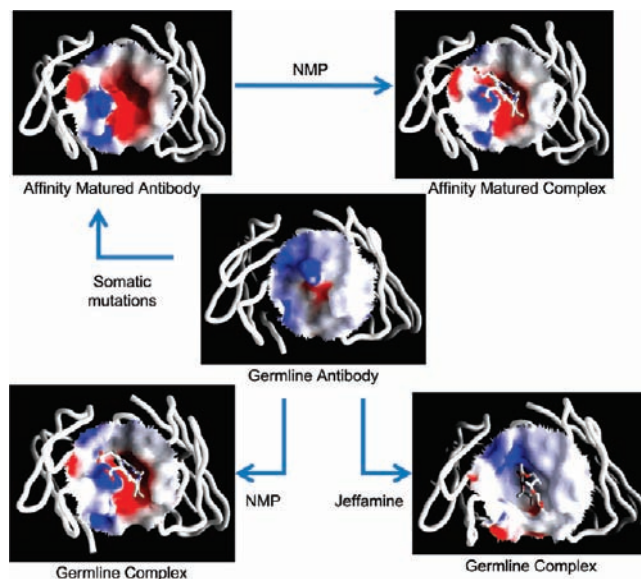 NMP
Affinity Matured Antibody
Affinity Matured Complex
Somatic
mutations
Germline Antibody
NMP
Jeffamine
Germline Complex
Germline Complex